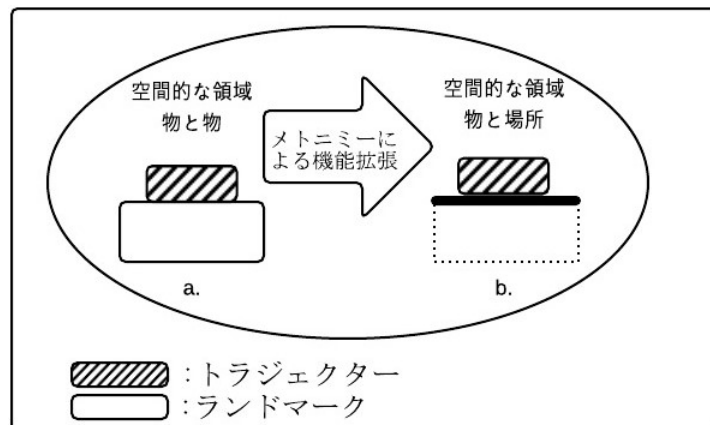 空間的な領域
物と物
メトニミーに
よる機能拡張
空間的な領域
物と場所
a.
b.
:トラジェクター
:ランドマーク